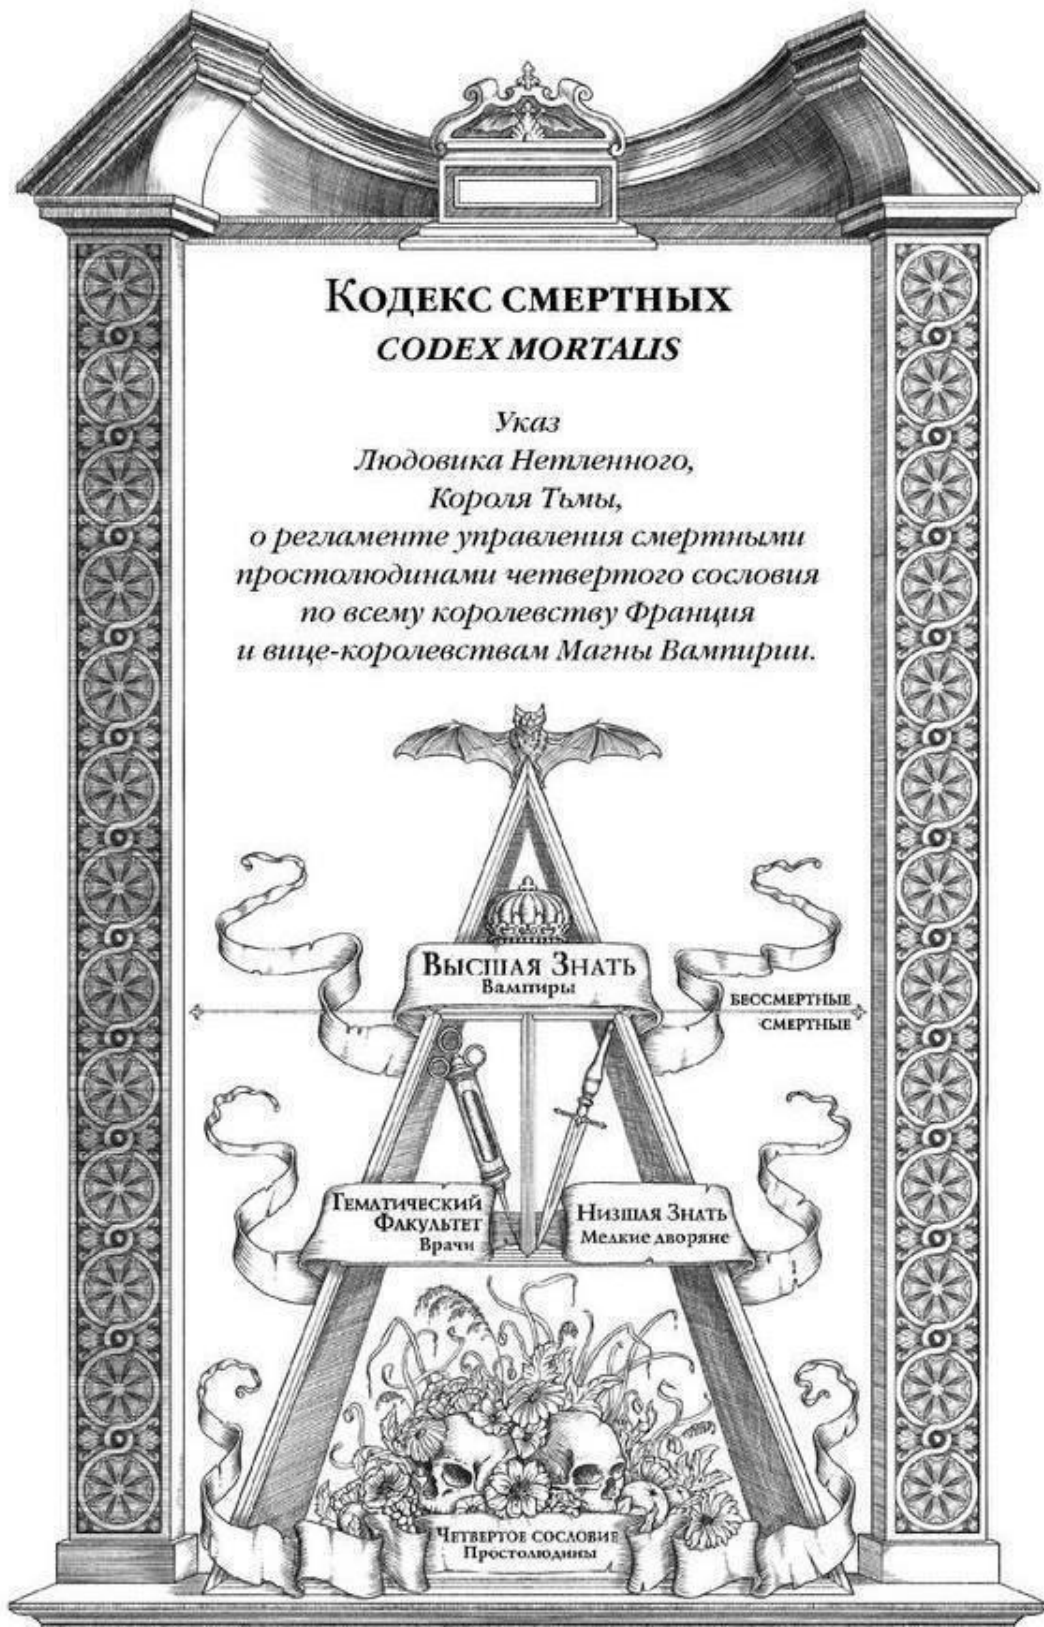 Кодекс смертных
CODEX MORTALIS
Указ
Людовика Нетленного,
Короля Тьмы,
о регламенте управления смертными
простолюдинами четвертого сословия
по всему королевству Франция
и вице-королевствам Магны Вампирии.
Высшая Знать
Вампиры
БЕССМЕРТНЫЕ
СМЕРТНЫЕ
Гематический
Факультет
Врачи
Низшая Знать
Мелкие дворяне
Четвертое сословие
Простолюдины